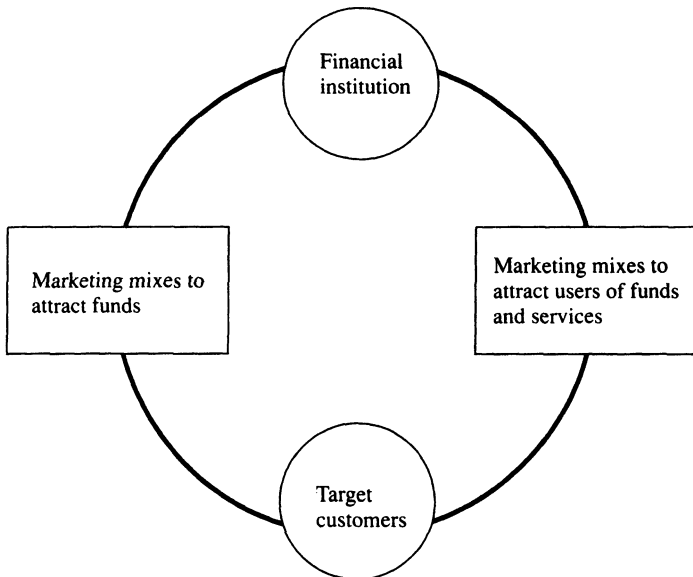 Financial
institution
Marketing mixes to
attract funds
Marketing mixes to
attract users of funds
and services
Target
customers